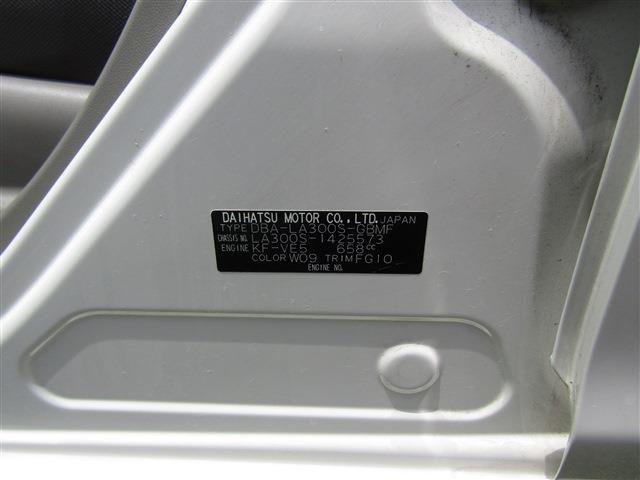 DAIHATSU MOTOR CO.,LTD.JAPAN
TYPE DBA-LA300S-GBMF
CHASSIS NO. LA300S-1425573
ENGINE KF-VE5 658cc
COLOR W09 TRIM FG10
ENGINE NO.